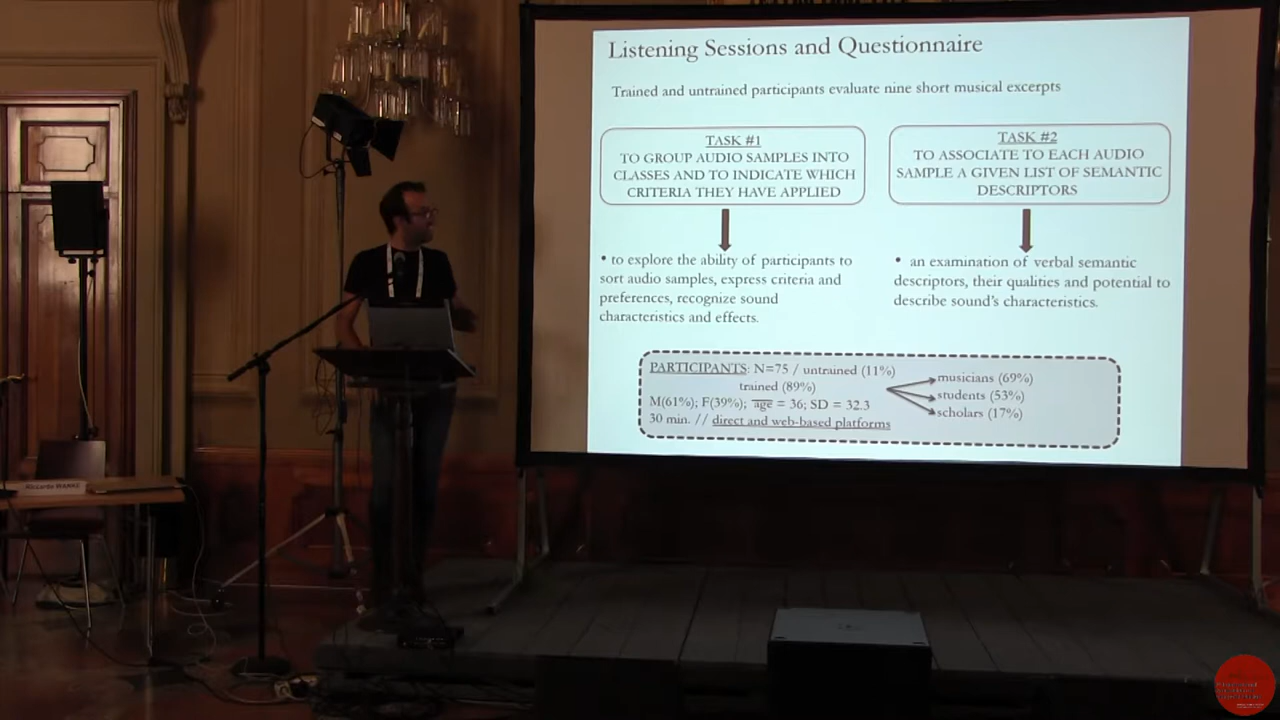 Listening Sessions and Questionnaire
Trained and untrained participants evaluate nine short musical excerpts
TASK #1
TO GROUP AUDIO SAMPLES INTO
CLASSES AND TO INDICATE WHICH
CRITERIA THEY HAVE APPLIED
TASK #2
TO ASSOCIATE TO EACH AUDIO
SAMPLE A GIVEN LIST OF SEMANTIC
DESCRIPTORS
• to explore the ability of participants to
sort audio samples, express criteria and
preferences, recognize sound
characteristics and effects.
• an examination of verbal semantic
descriptors, their qualities and potential to
describe sound's characteristics.
PARTICIPANTS: N=75 / untrained (11%)
trained (89%)
M(61%); F(39%); age = 36; SD = 32.3
30 min. // direct and web-based platforms
musicians (69%)
students (53%)
scholars (17%)
Riccardo